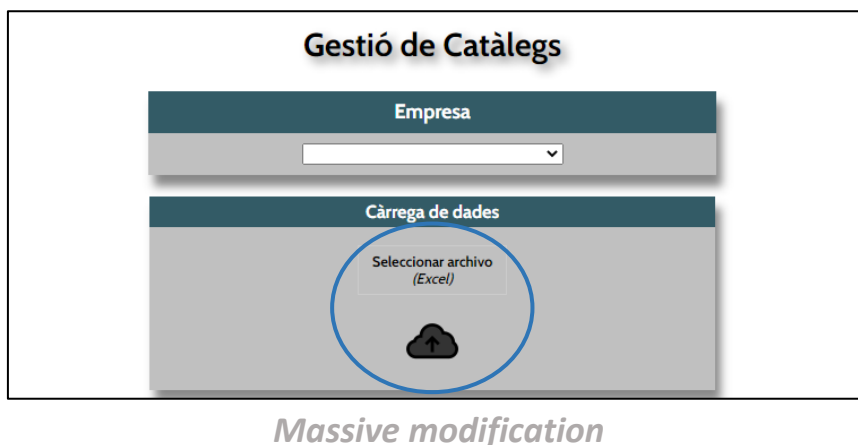 Gestió de Catàlegs
Empresa
Càrrega de dades
Seleccionar archivo
(Excel)
Massive modification